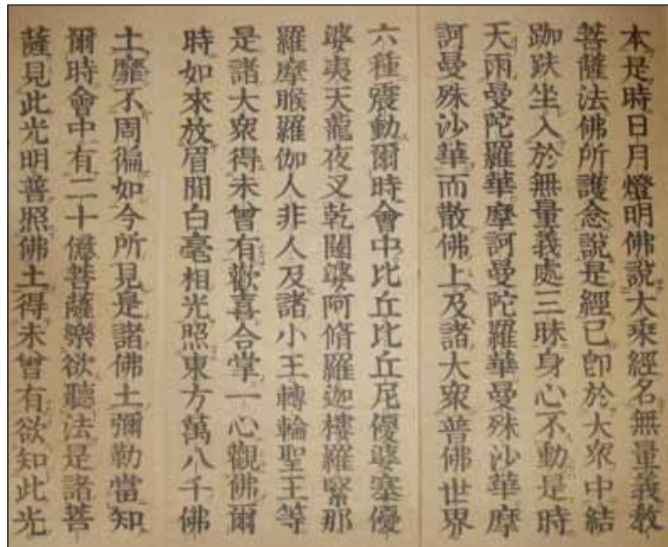 本是時日月燈明佛說大乘經名無量義教
菩薩法佛所護念說是經已卽於大衆中結
跏趺坐入於無量義處三昧身心不動是時
天雨曼陀羅華摩訶曼陀羅華曼殊沙華摩
訶曼殊沙華而散佛上及諸大衆普佛世界
六種震動爾時會中比丘比丘尼優婆塞優
婆夷天龍夜叉乾闥婆阿脩羅迦樓羅緊那
羅摩睺羅伽人非人及諸小王轉輪聖王等
是諸大衆得未曾有歡喜合掌一心觀佛爾
時如來放眉間白毫相光照東方萬八千佛
土靡不周徧如今所見是諸佛土彌勒當知
爾時會中有二十億菩薩樂欲聽法是諸菩
薩見此光明普照佛土得未曾有欲知此光